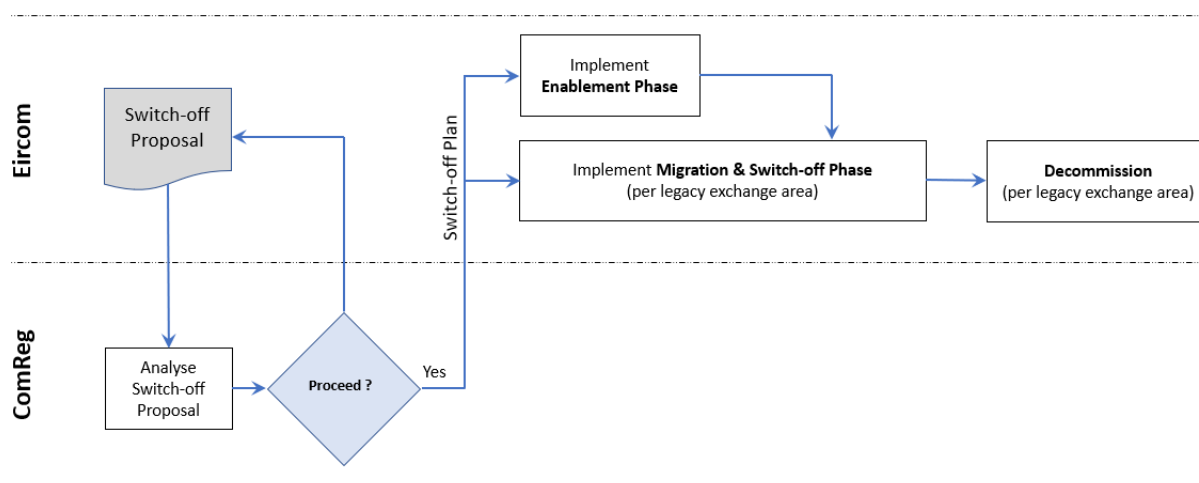 Eircom
Switch-off
Proposal
Switch-off Plan
Implement
Enablement Phase
Implement Migration & Switch-off Phase
(per legacy exchange area)
Decommission
(per legacy exchange area)
ComReg
Analyse
Switch-off
Proposal
Proceed ?
Yes